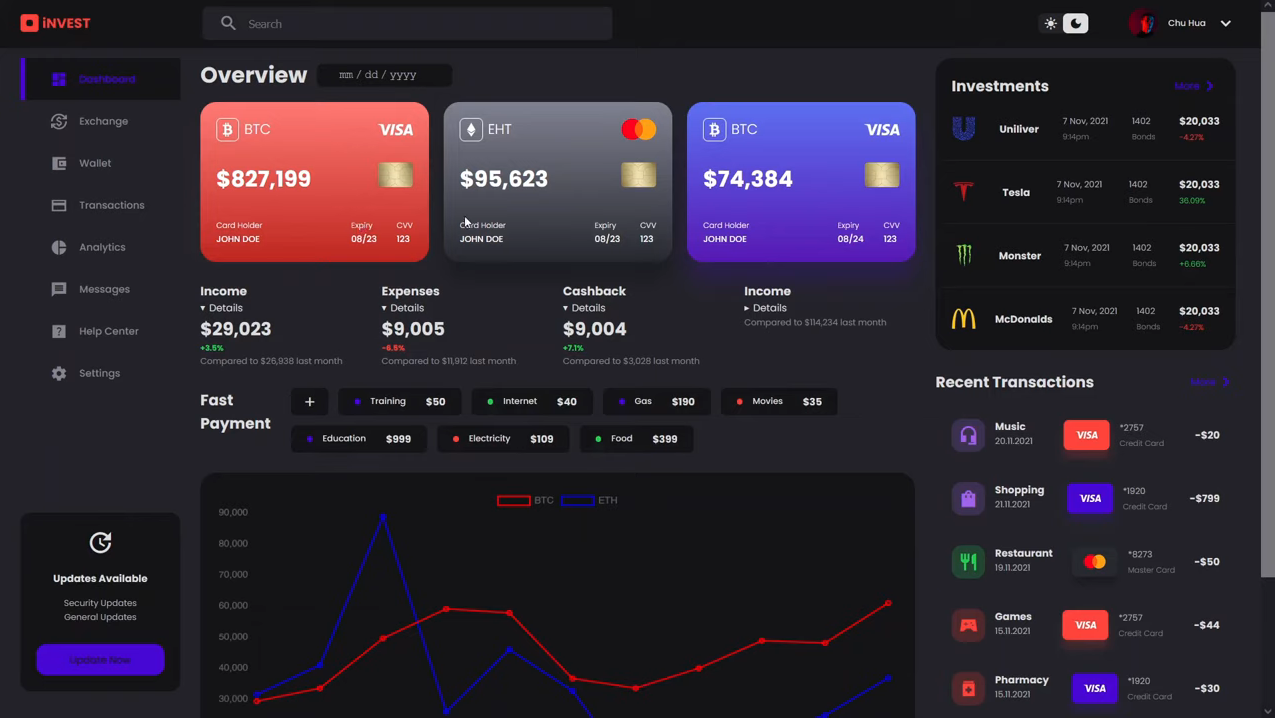 iNVEST
Search
Chu Hua
Dashboard
Exchange
Wallet
Transactions
Analytics
Messages
Help Center
Settings
Updates Available
Security Updates
General Updates
Update Now
Overview
mm / dd / yyyy
BTC
VISA
$827,199
Card Holder Expiry CVV
JOHN DOE 08/23 123
EHT
$95,623
Card Holder Expiry CVV
JOHN DOE 08/23 123
BTC
VISA
$74,384
Card Holder Expiry CVV
JOHN DOE 08/24 123
Income
Details
$29,023
+3.5%
Compared to $26,938 last month
Expenses
Details
$9,005
-6.5%
Compared to $11,912 last month
Cashback
Details
$9,004
+7.1%
Compared to $3,028 last month
Income
Details
Compared to $114,234 last month
Fast
Payment
+
Training $50
Internet $40
Gas $190
Movies $35
Education $999
Electricity $109
Food $399
BTC ETH
90,000
80,000
70,000
60,000
50,000
40,000
30,000
Investments More
Uniliver 7 Nov, 2021 1402 $20,033
9:14pm Bonds -4.27%
Tesla 7 Nov, 2021 1402 $20,033
9:14pm Bonds 36.09%
Monster 7 Nov, 2021 1402 $20,033
9:14pm Bonds +6.66%
McDonalds 7 Nov, 2021 1402 $20,033
9:14pm Bonds -4.27%
Recent Transactions More
Music VISA *2757 -$20
20.11.2021 Credit Card
Shopping VISA *1920 -$799
21.11.2021 Credit Card
Restaurant *8273 -$50
19.11.2021 Master Card
Games VISA *2757 -$44
15.11.2021 Credit Card
Pharmacy VISA *1920 -$30
15.11.2021 Credit Card